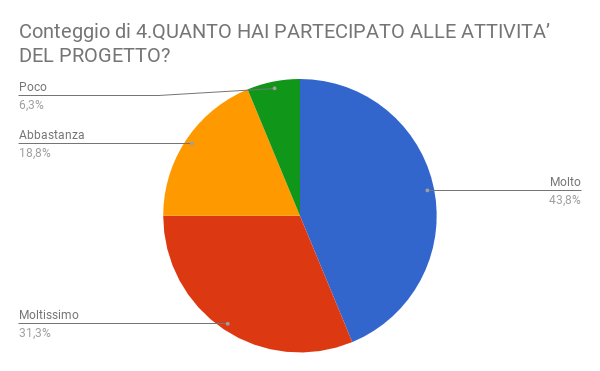 Conteggio di 4.QUANTO HAI PARTECIPATO ALLE ATTIVITA’
DEL PROGETTO?
Poco
6,3%
Abbastanza
18,8%
Molto
43,8%
Moltissimo
31,3%